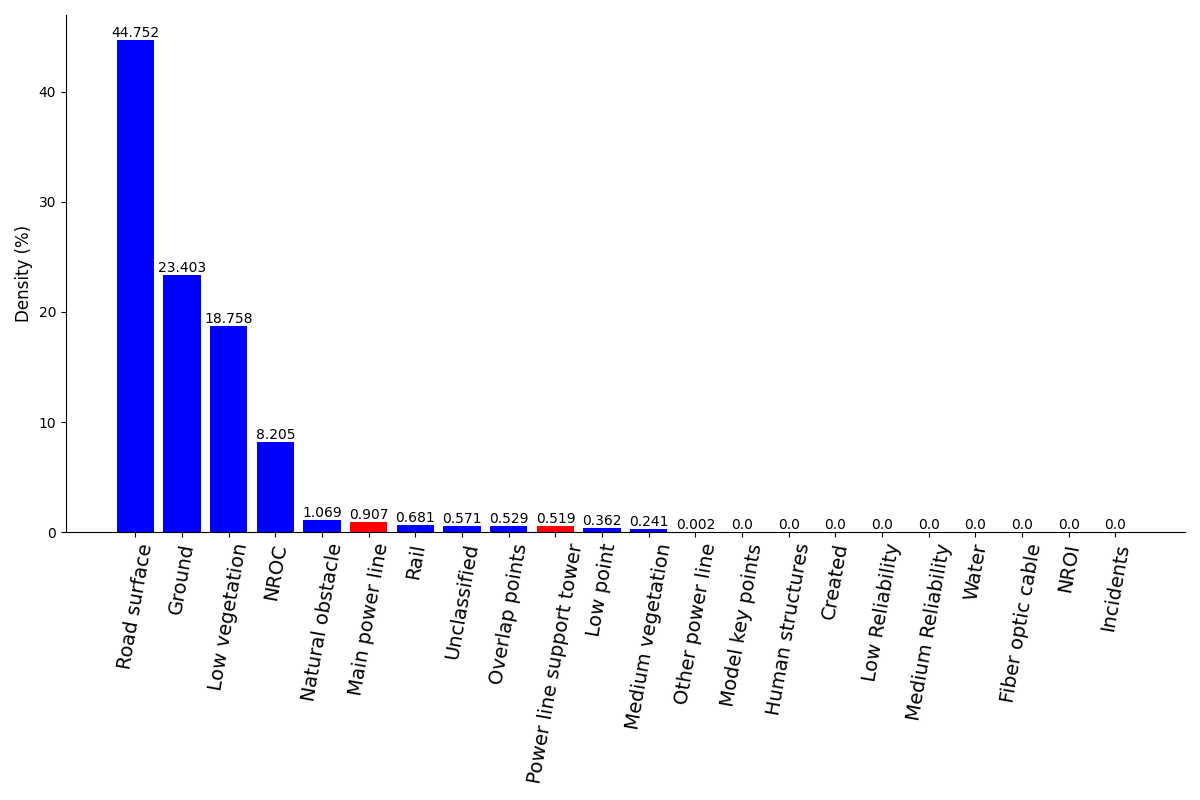 Density (%)
40
30
20
10
0
44.752
23.403
18.758
8.205
1.069
0.907
0.681
0.571
0.529
0.519
0.362
0.241
0.002
0.0
0.0
0.0
0.0
0.0
0.0
0.0
0.0
0.0
Road surface
Ground
Low vegetation
NROC
Natural obstacle
Main power line
Rail
Unclassified
Overlap points
Power line support tower
Low point
Medium vegetation
Other power line
Model key points
Human structures
Created
Low Reliability
Medium Reliability
Water
Fiber optic cable
NROI
Incidents